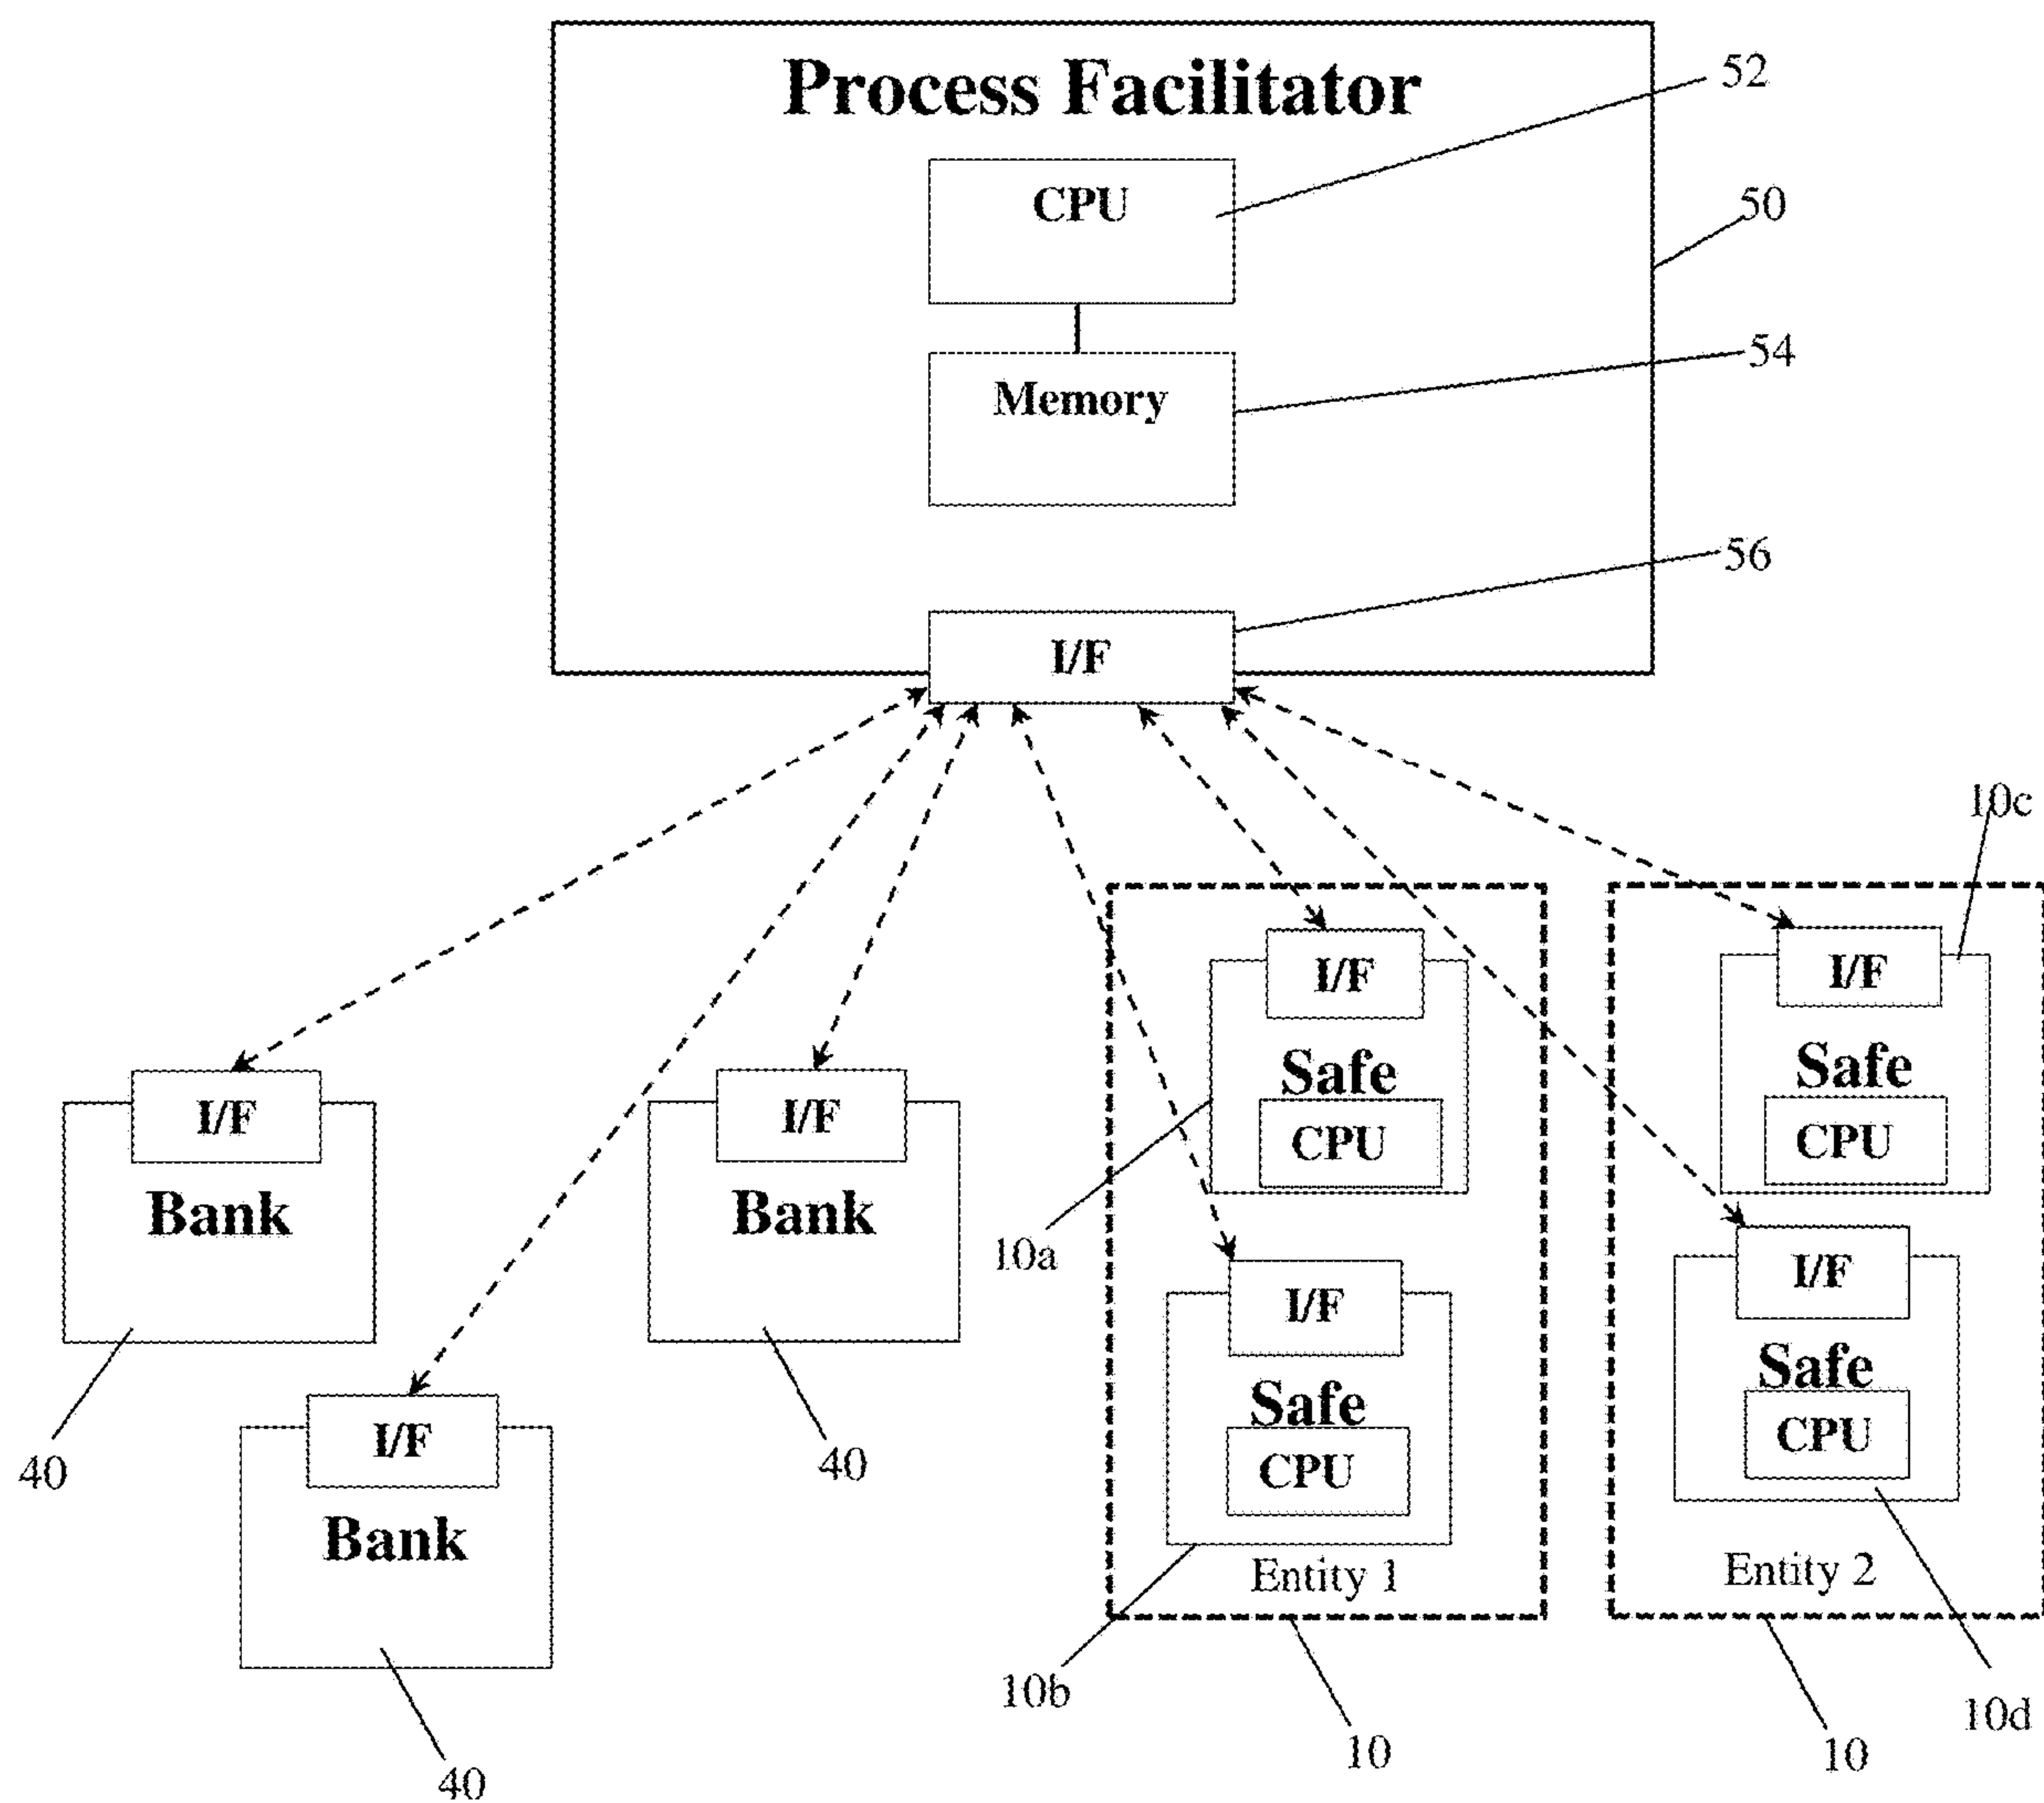 Process Facilitator
52
CPU
50
54
Memory
56
I/F
10c
I/F
I/F
Safe
Safe
CPU
CPU
I/F
I/F
Bank
Bank
10a
I/F
I/F
Safe
Safe
CPU
CPU
40
40
I/F
Bank
Entity 1
Entity 2
10b
10d
10
10
40